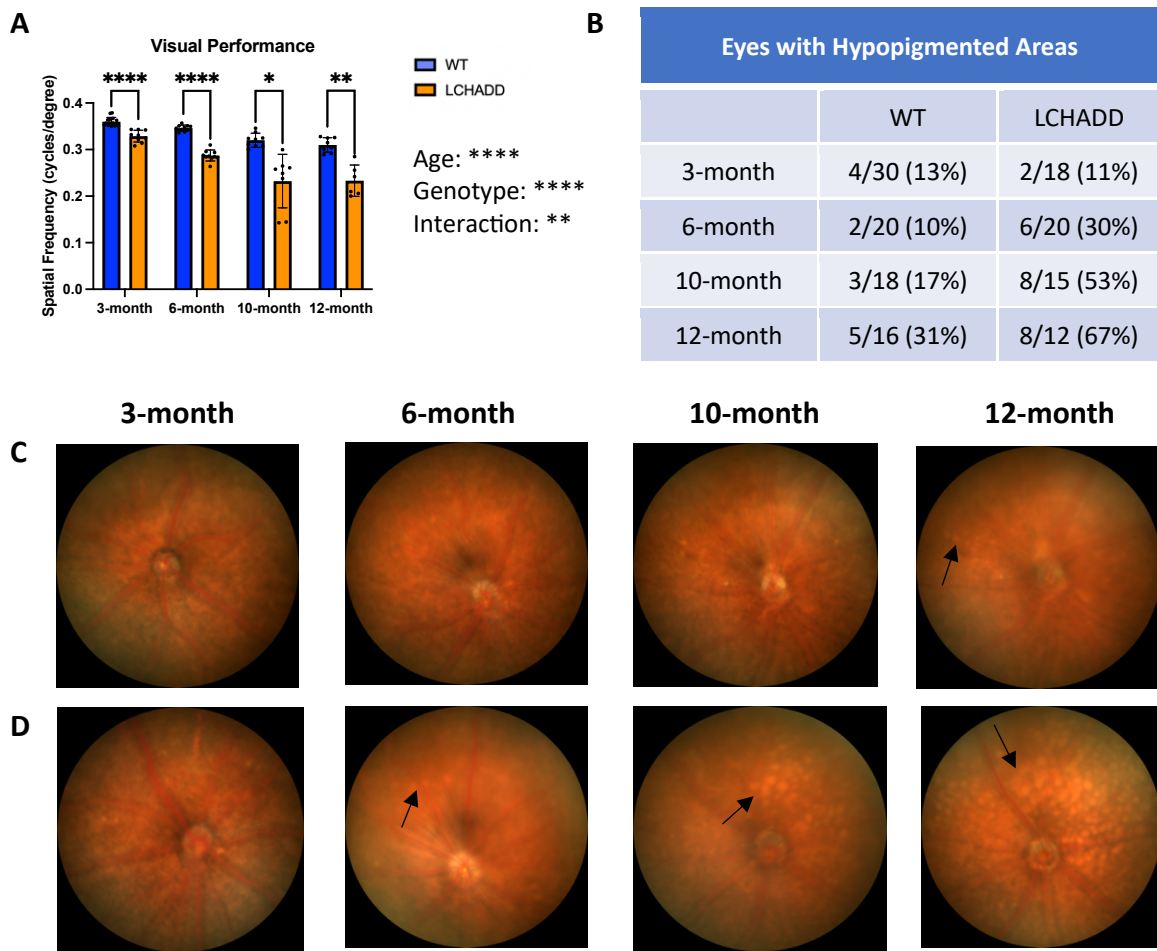 A
Visual Performance
Spatial Frequency (cycles/degree)
0.4
0.3
0.2
0.1
0.0
**** **** * **
3-month 6-month 10-month 12-month
WT
LCHADD
Age: ****
Genotype: ****
Interaction: **
B
Eyes with Hypopigmented Areas
WT LCHADD
3-month 4/30 (13%) 2/18 (11%)
6-month 2/20 (10%) 6/20 (30%)
10-month 3/18 (17%) 8/15 (53%)
12-month 5/16 (31%) 8/12 (67%)
3-month 6-month 10-month 12-month
C
D